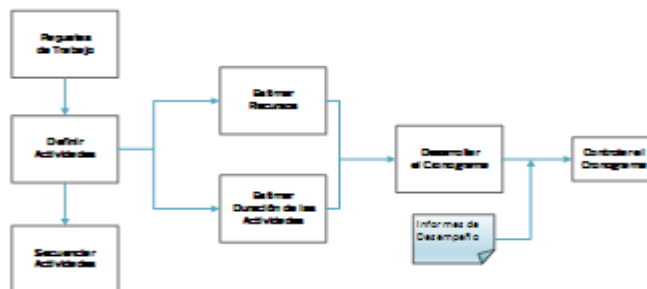 Paquetes
de Trabajo
Definir
Actividades
Secuenciar
Actividades
Estimar
Recursos
Estimar
Duración de las
Actividades
Desarrollar
el Cronograma
Informes de
Desempeño
Controlar el
Cronograma